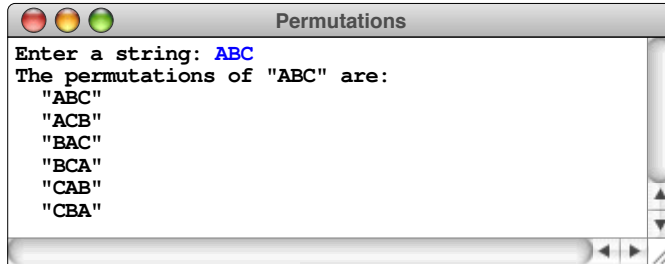 Permutations
Enter a string: ABC
The permutations of "ABC" are:
"ABC"
"ACB"
"BAC"
"BCA"
"CAB"
"CBA"